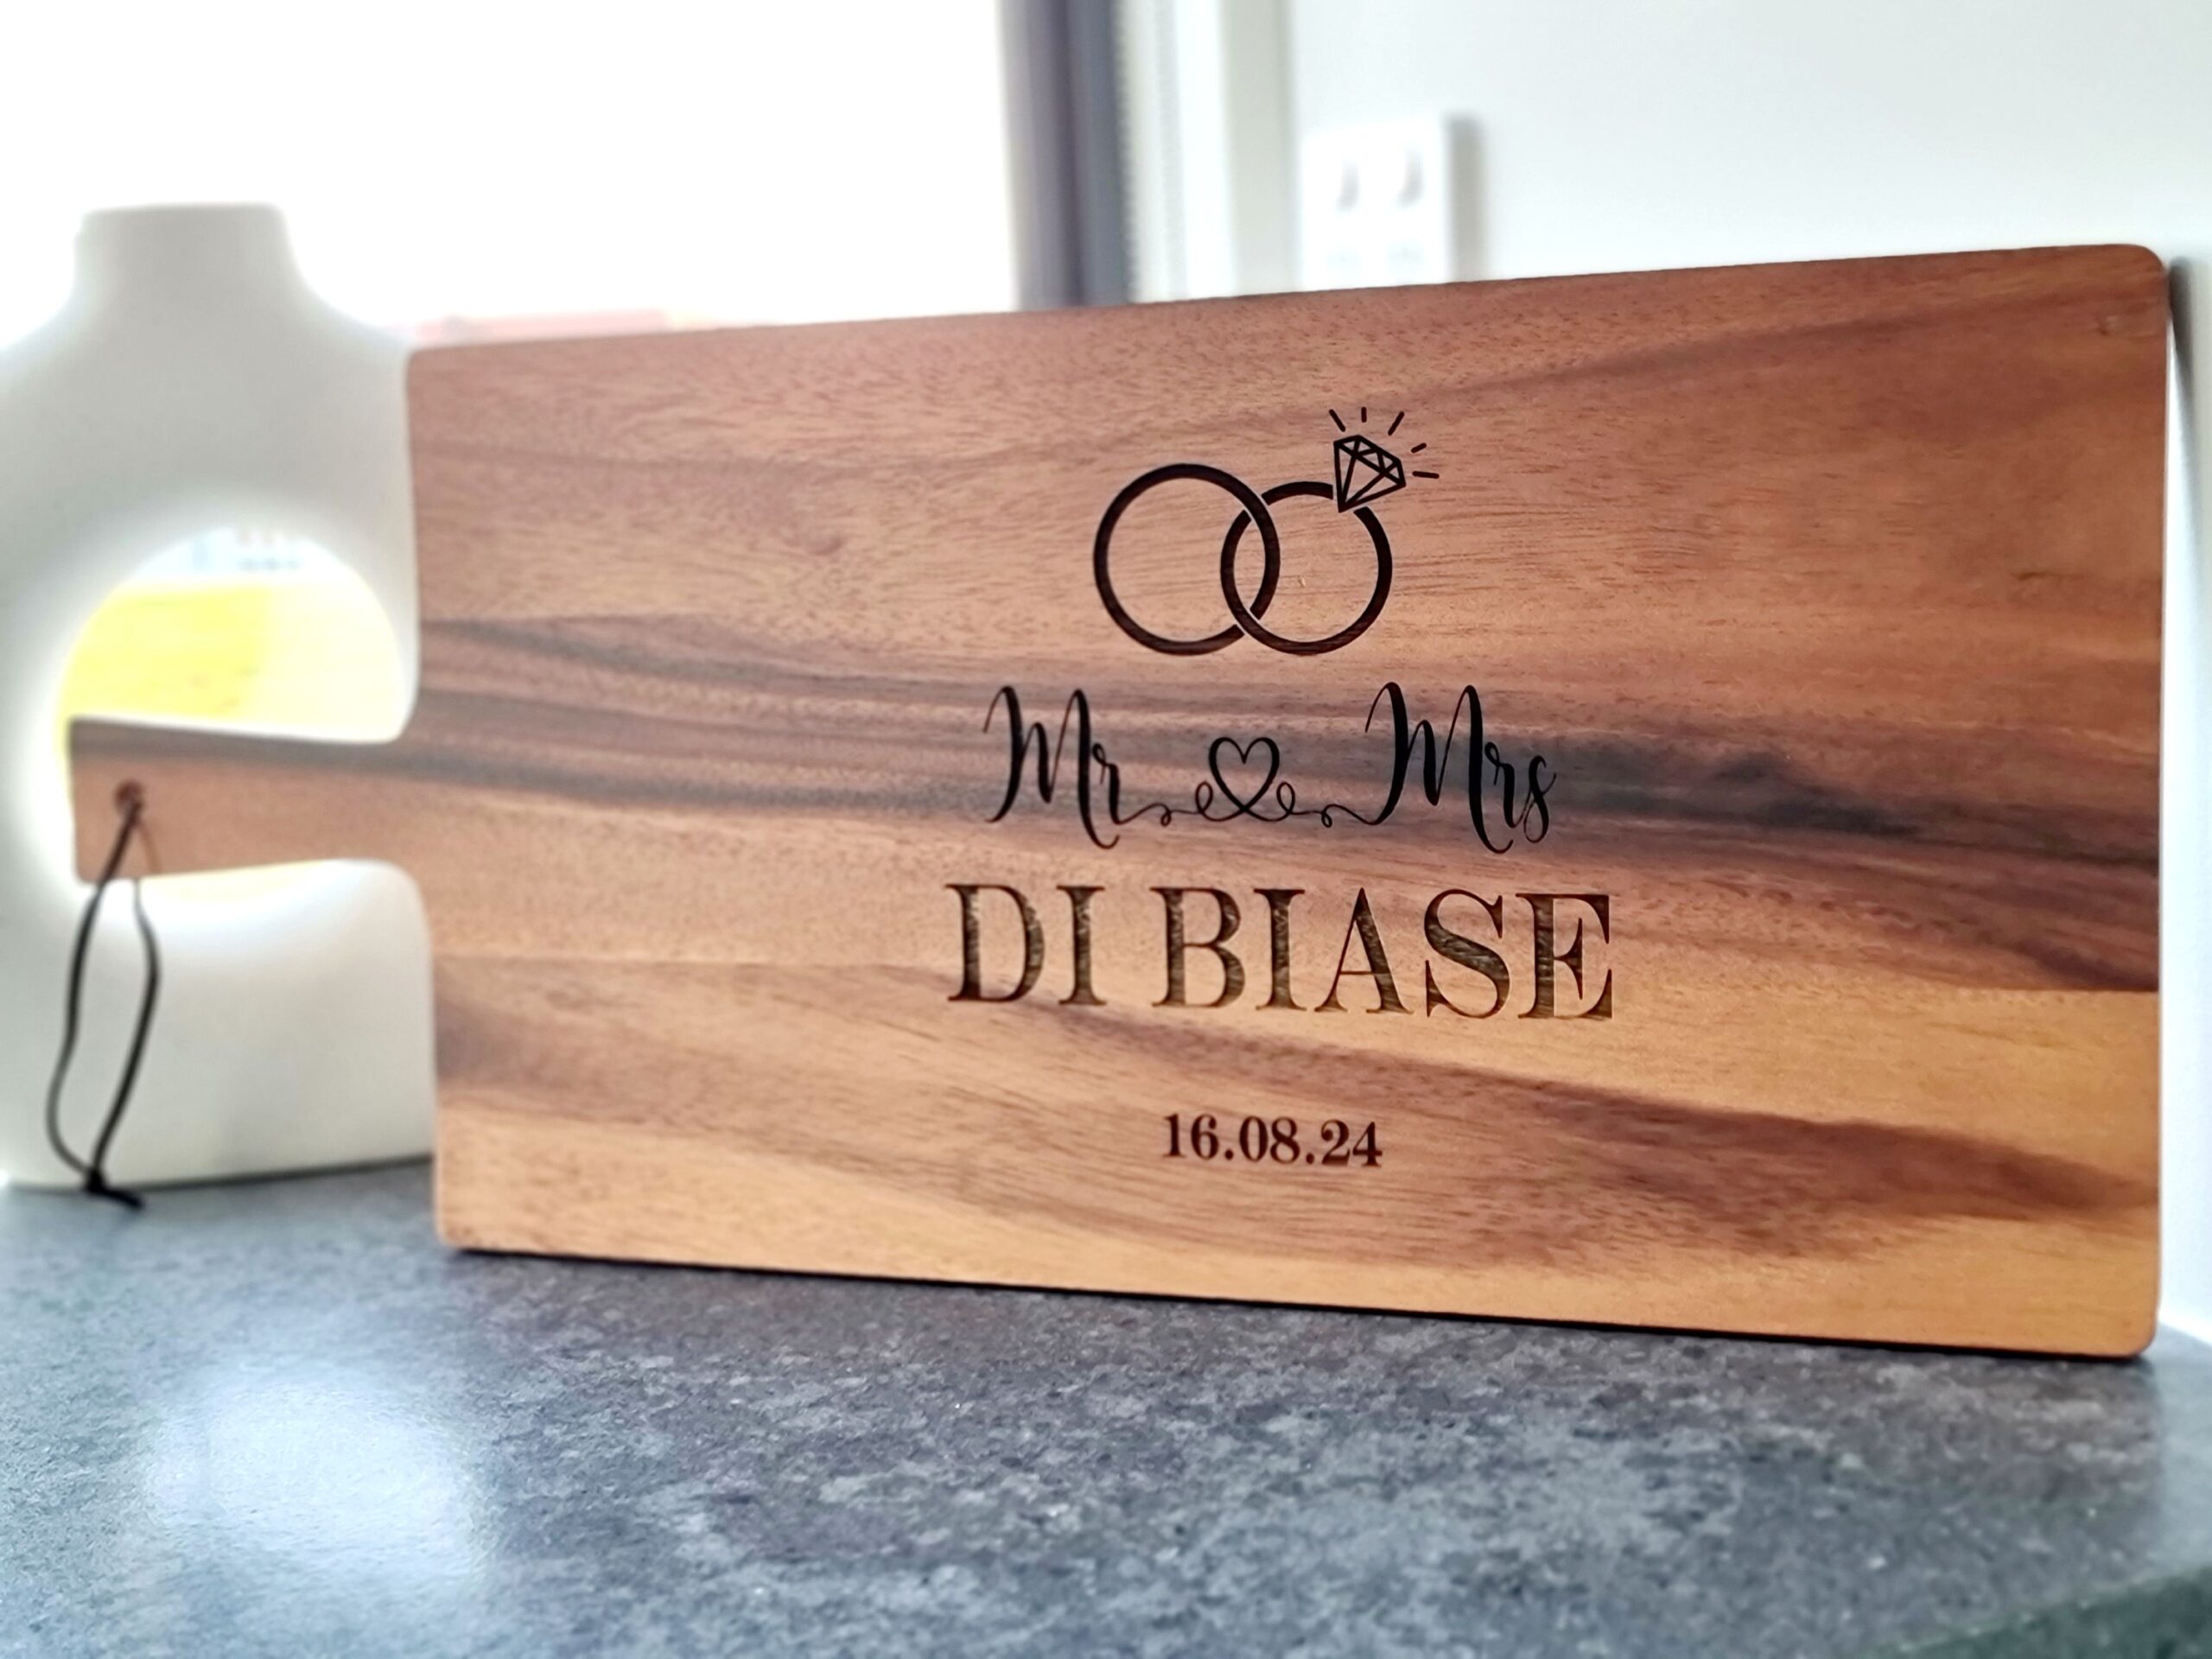 Mr Mrs
DI BIASE
16.08.24